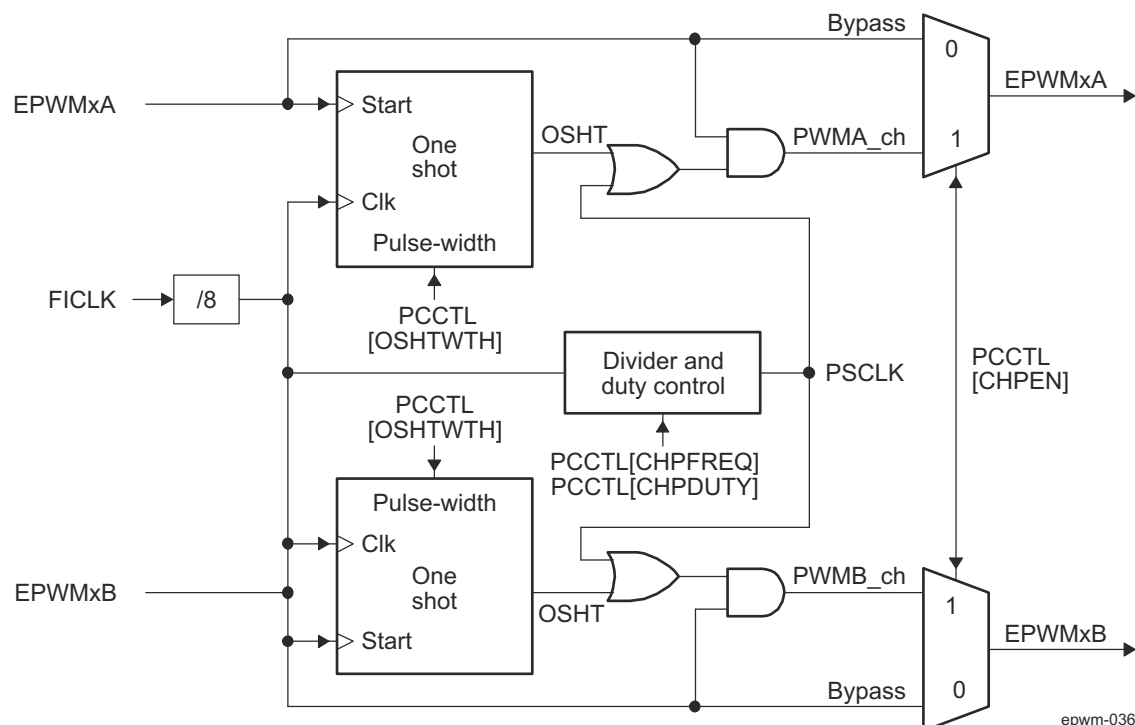 Bypass
0
EPWMxA
EPWMxA
Start
OSHT
PWMA_ch
One
shot
1
Clk
Pulse-width
FICLK
/8
PCCTL
[OSHTWTH]
Divider and
duty control
PSCLK
PCCTL
[CHPEN]
PCCTL
[OSHTWTH]
PCCTL[CHPFREQ]
PCCTL[CHPDUTY]
Pulse-width
Clk
EPWMxB
One
shot
OSHT
PWMB_ch
1
Start
EPWMxB
Bypass
0
epwm-036